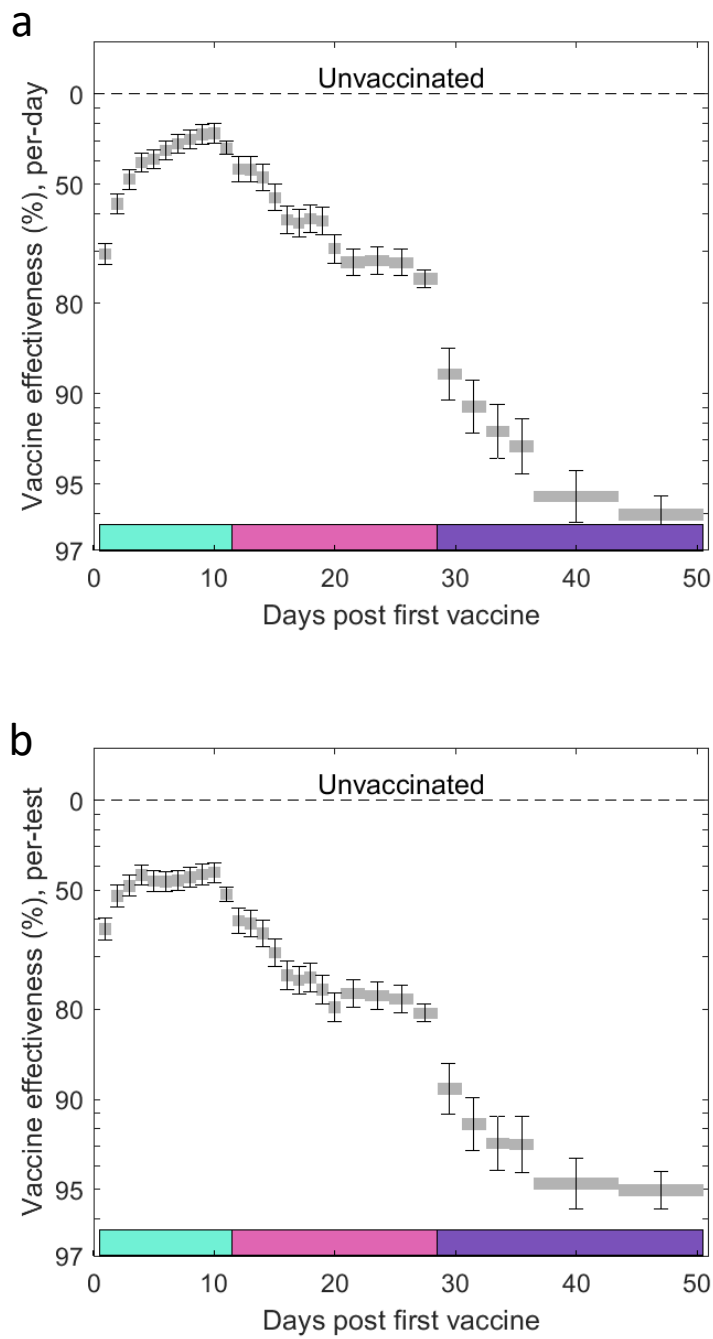 a
Vaccine effectiveness (%), per-day
Unvaccinated
0
50
80
90
95
97
0 10 20 30 40 50
Days post first vaccine
b
Vaccine effectiveness (%), per-test
Unvaccinated
0
50
80
90
95
97
0 10 20 30 40 50
Days post first vaccine